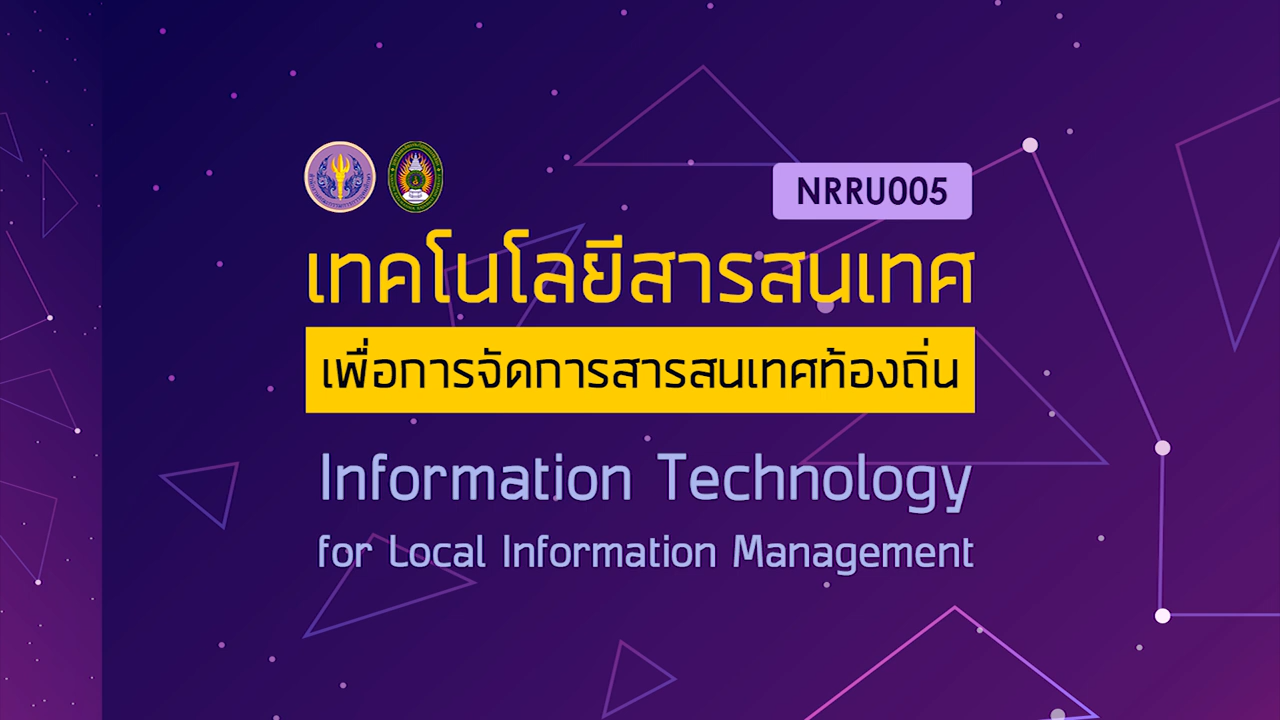 NRRU005
เทคโนโลยีสารสนเทศ
เพื่อการจัดการสารสนเทศท้องถิ่น
Information Technology
for Local Information Management